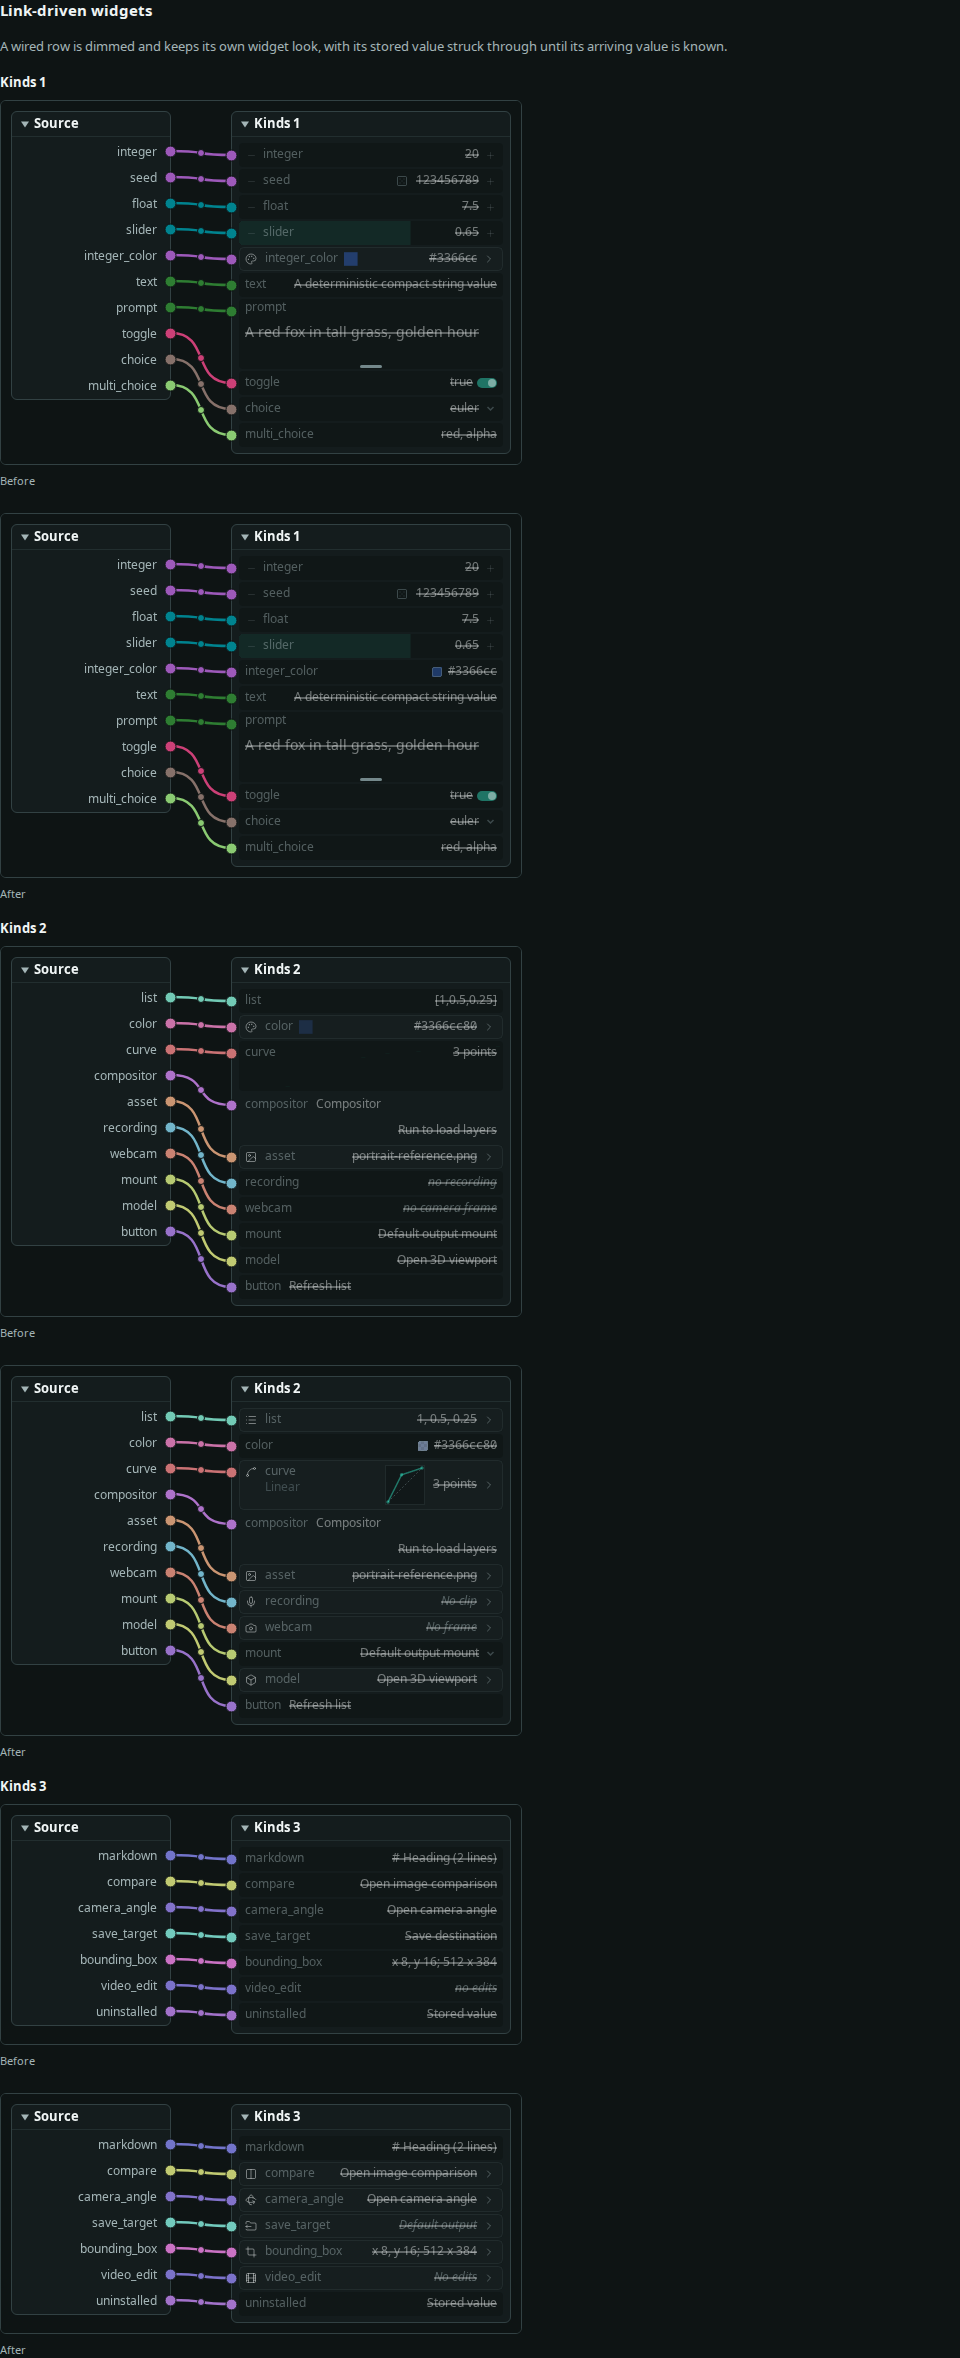 Link-driven widgets
A wired row is dimmed and keeps its own widget look, with its stored value struck through until its arriving value is known.
Kinds 1
Source
Kinds 1
integer
integer 20
seed
seed 123456789
float
float 7.5
slider
slider 0.65
integer_color
integer_color #3366cc
text
text A deterministic compact string value
prompt
prompt
A red fox in tall grass, golden hour
toggle
toggle true
choice
choice euler
multi_choice
multi_choice red, alpha
Before
Source
Kinds 1
integer
integer 20
seed
seed 123456789
float
float 7.5
slider
slider 0.65
integer_color
integer_color #3366cc
text
text A deterministic compact string value
prompt
prompt
A red fox in tall grass, golden hour
toggle
toggle true
choice
choice euler
multi_choice
multi_choice red, alpha
After
Kinds 2
Source
Kinds 2
list
list [1,0.5,0.25]
color
color #3366cc80
curve
curve 3 points
compositor
compositor Compositor
Run to load layers
asset
asset portrait-reference.png
recording
recording no recording
webcam
webcam no camera frame
mount
mount Default output mount
model
model Open 3D viewport
button
button Refresh list
Before
Source
Kinds 2
list
list 1, 0.5, 0.25
color
color #3366cc80
curve
curve 3 points
Linear
compositor
compositor Compositor
Run to load layers
asset
asset portrait-reference.png
recording
recording No clip
webcam
webcam No frame
mount
mount Default output mount
model
model Open 3D viewport
button
button Refresh list
After
Kinds 3
Source
Kinds 3
markdown
markdown # Heading (2 lines)
compare
compare Open image comparison
camera_angle
camera_angle Open camera angle
save_target
save_target Save destination
bounding_box
bounding_box x 8, y 16; 512 x 384
video_edit
video_edit no edits
uninstalled
uninstalled Stored value
Before
Source
Kinds 3
markdown
markdown # Heading (2 lines)
compare
compare Open image comparison
camera_angle
camera_angle Open camera angle
save_target
save_target Default output
bounding_box
bounding_box x 8, y 16; 512 x 384
video_edit
video_edit No edits
uninstalled
uninstalled Stored value
After